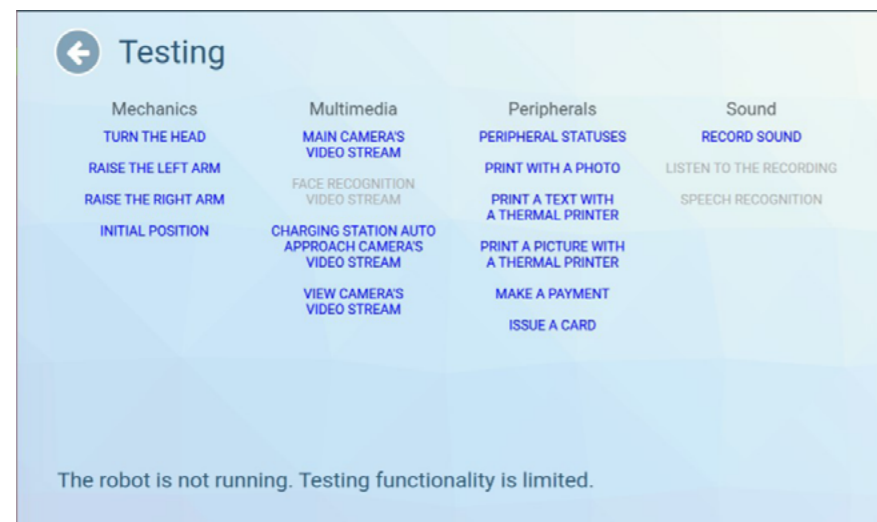 Testing
Mechanics
TURN THE HEAD
RAISE THE LEFT ARM
RAISE THE RIGHT ARM
INITIAL POSITION
Multimedia
MAIN CAMERA'S
VIDEO STREAM
FACE RECOGNITION
VIDEO STREAM
CHARGING STATION AUTO
APPROACH CAMERA'S
VIDEO STREAM
VIEW CAMERA'S
VIDEO STREAM
Peripherals
PERIPHERAL STATUSES
PRINT WITH A PHOTO
PRINT A TEXT WITH
A THERMAL PRINTER
PRINT A PICTURE WITH
A THERMAL PRINTER
MAKE A PAYMENT
ISSUE A CARD
Sound
RECORD SOUND
LISTEN TO THE RECORDING
SPEECH RECOGNITION
The robot is not running. Testing functionality is limited.